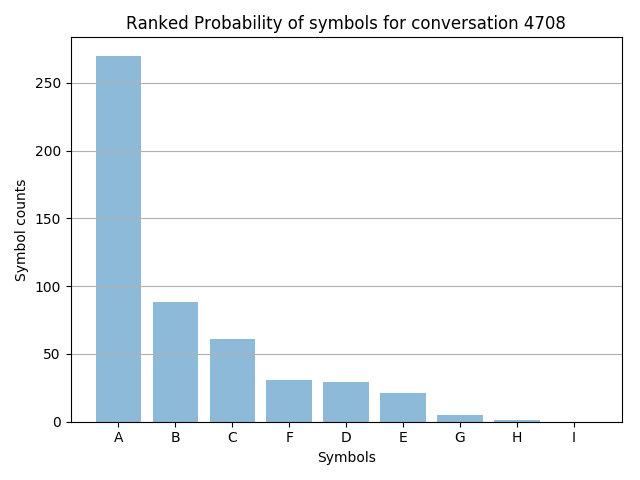 Ranked Probability of symbols for conversation 4708
Symbol counts
250
200
150
100
50
0
A B C F D E G H I
Symbols